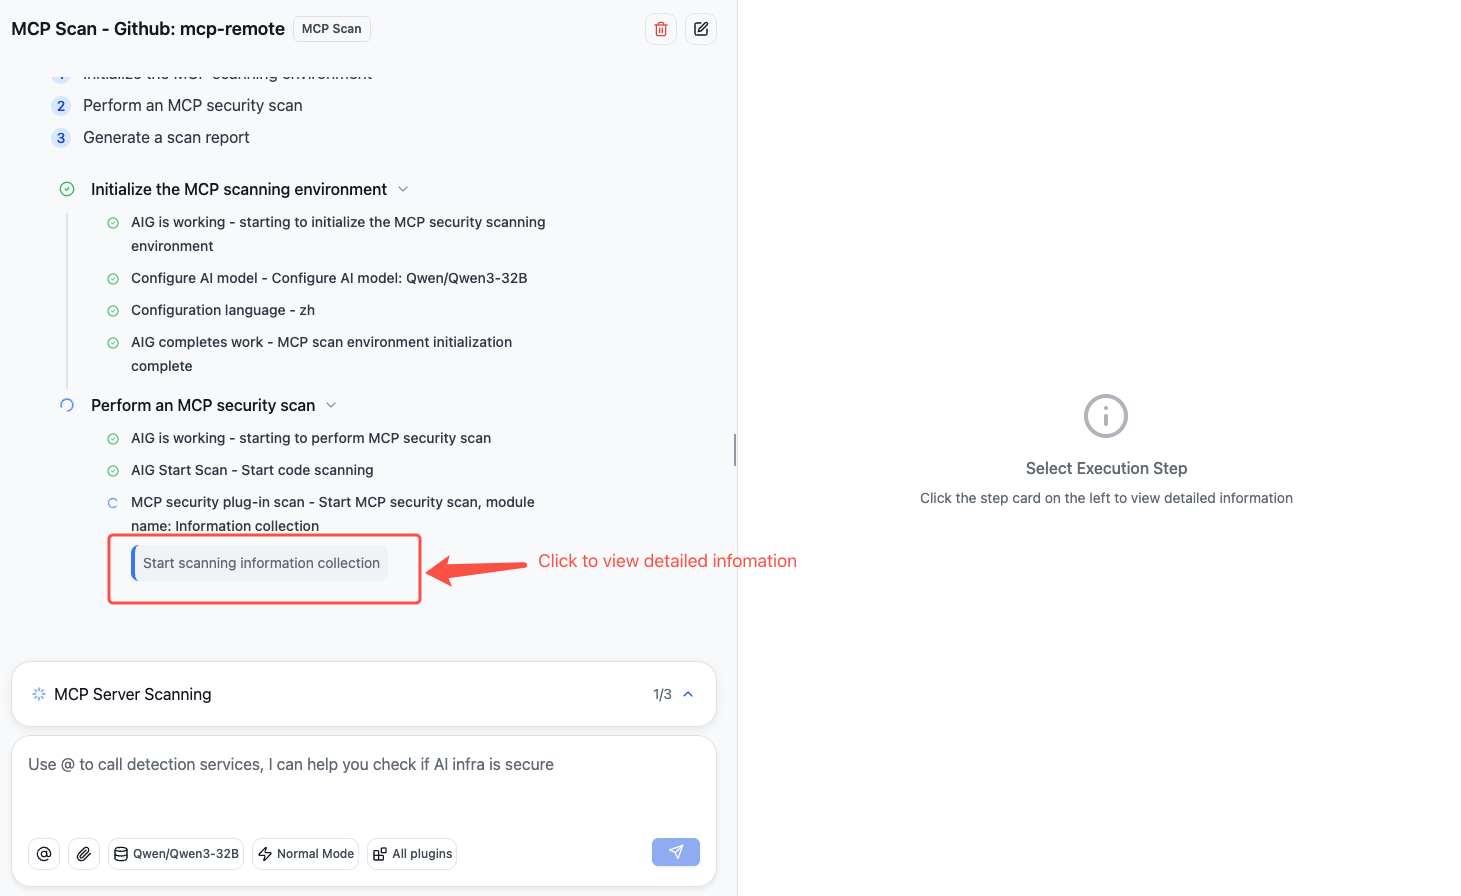 MCP Scan - Github: mcp-remote
MCP Scan
1 Initialize the MCP scanning environment
2 Perform an MCP security scan
3 Generate a scan report
Initialize the MCP scanning environment
AIG is working - starting to initialize the MCP security scanning
environment
Configure AI model - Configure AI model: Qwen/Qwen3-32B
Configuration language - zh
AIG completes work - MCP scan environment initialization
complete
Perform an MCP security scan
AIG is working - starting to perform MCP security scan
AIG Start Scan - Start code scanning
MCP security plug-in scan - Start MCP security scan, module
name: Information collection
Start scanning information collection
Click to view detailed infomation
MCP Server Scanning
1/3
Use @ to call detection services, I can help you check if AI infra is secure
@
Qwen/Qwen3-32B
Normal Mode
All plugins
Select Execution Step
Click the step card on the left to view detailed information